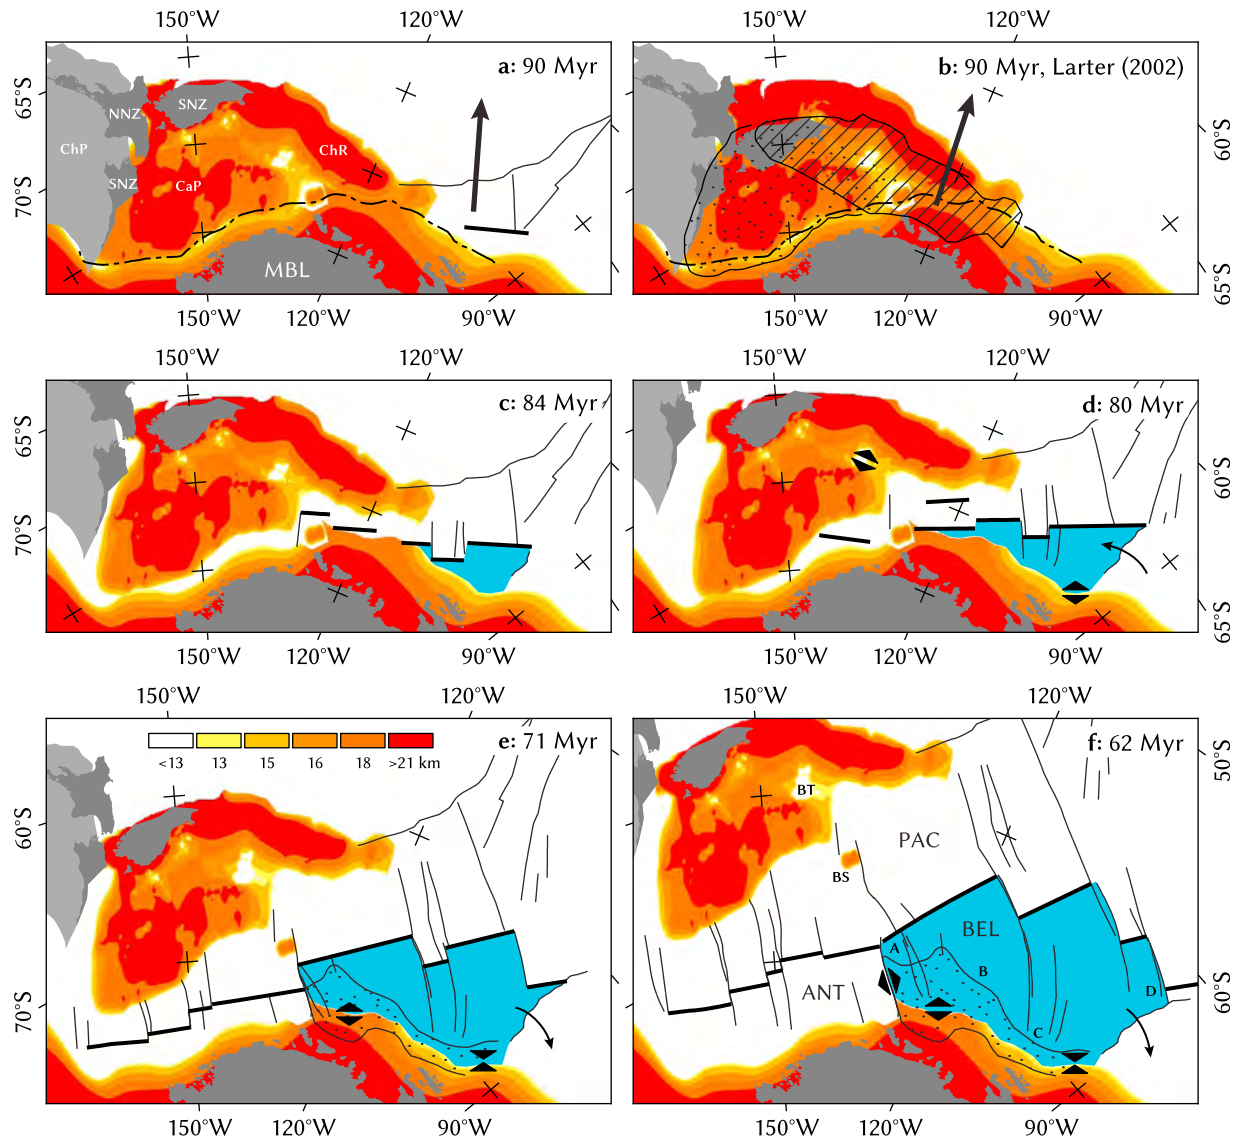 150°W 120°W 150°W 120°W
a: 90 Myr
b: 90 Myr, Larter (2002)
65°S
NNZ
SNZ
ChP
ChR
60°S
70°S
SNZ
CaP
MBL
65°S
150°W 120°W 90°W 150°W 120°W 90°W
150°W 120°W 150°W 120°W
c: 84 Myr
d: 80 Myr
65°S
60°S
70°S
65°S
150°W 120°W 90°W 150°W 120°W 90°W
150°W 120°W 150°W 120°W
e: 71 Myr
f: 62 Myr
<13 13 15 16 18 >21 km
50°S
BT
60°S
PAC
BS
BEL
A
B
ANT
D
C
70°S
60°S
150°W 120°W 90°W 150°W 120°W 90°W